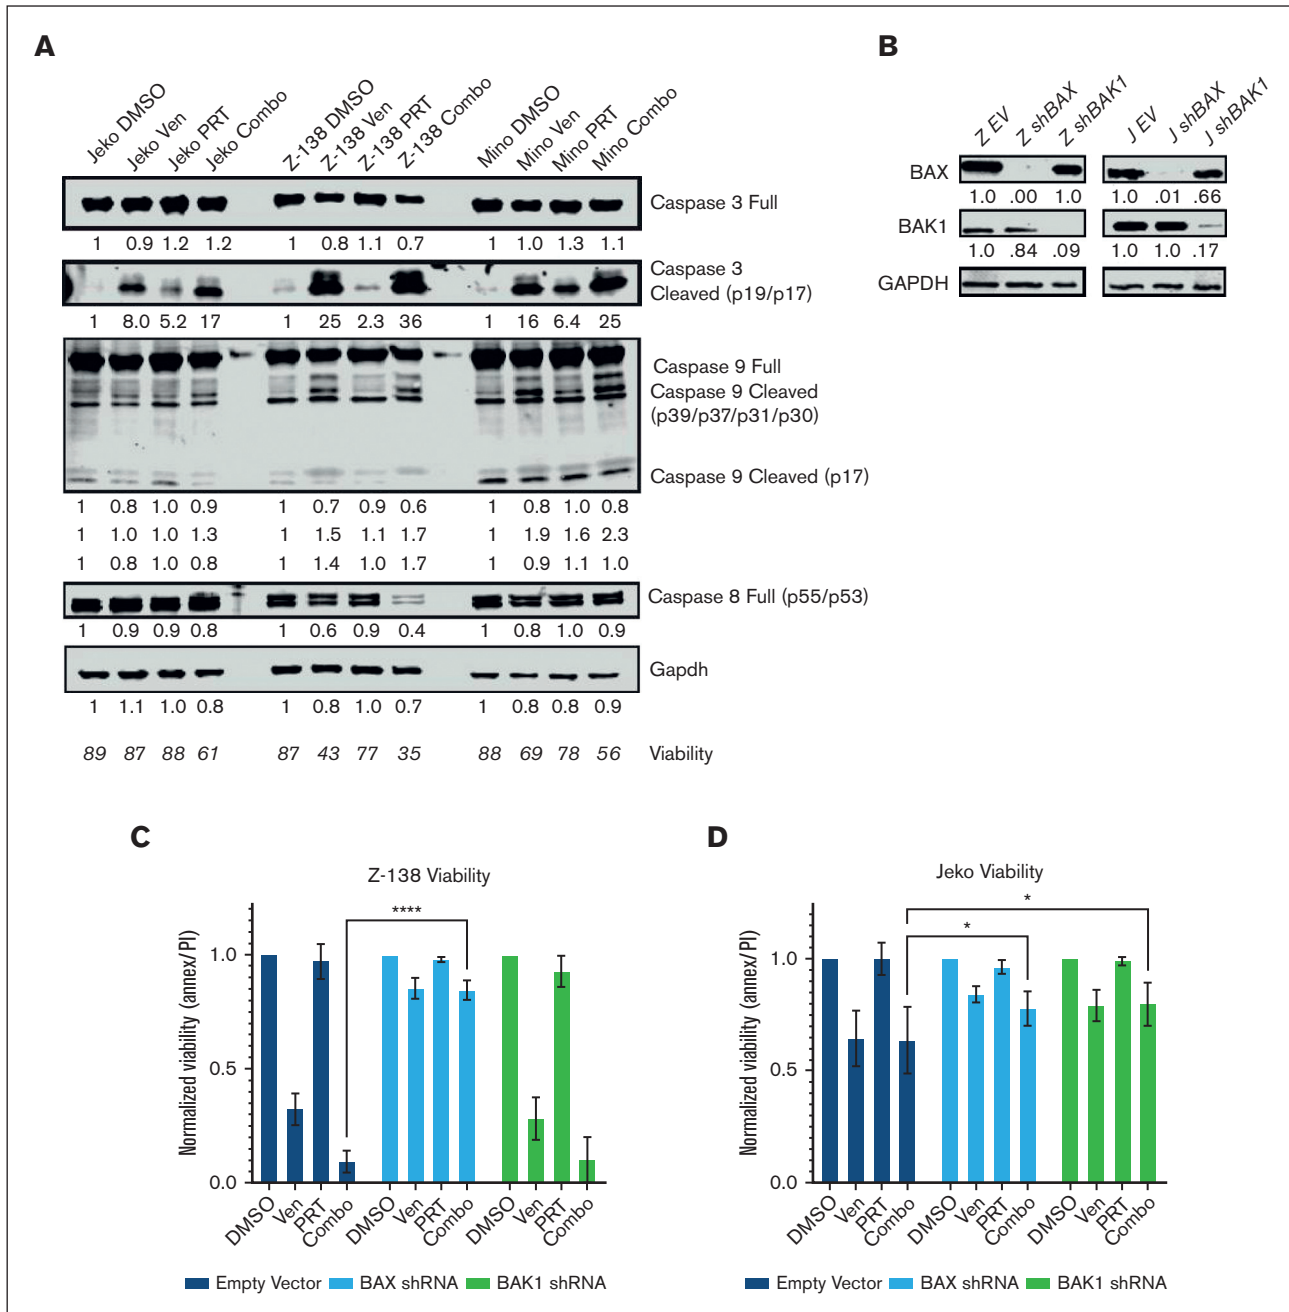 A
Jeko DMSO
Jeko Ven
Jeko PRT
Jeko Combo
Z-138 DMSO
Z-138 Ven
Z-138 PRT
Z-138 Combo
Mino DMSO
Mino Ven
Mino PRT
Mino Combo
Caspase 3 Full
1 0.9 1.2 1.2 1 0.8 1.1 0.7 1 1.0 1.3 1.1
Caspase 3
Cleaved (p19/p17)
1 8.0 5.2 17 1 25 2.3 36 1 16 6.4 25
Caspase 9 Full
Caspase 9 Cleaved
(p39/p37/p31/p30)
Caspase 9 Cleaved (p17)
1 0.8 1.0 0.9 1 0.7 0.9 0.6 1 0.8 1.0 0.8
1 1.0 1.0 1.3 1 1.5 1.1 1.7 1 1.9 1.6 2.3
1 0.8 1.0 0.8 1 1.4 1.0 1.7 1 0.9 1.1 1.0
Caspase 8 Full (p55/p53)
1 0.9 0.9 0.8 1 0.6 0.9 0.4 1 0.8 1.0 0.9
Gapdh
1 1.1 1.0 0.8 1 0.8 1.0 0.7 1 0.8 0.8 0.9
89 87 88 61 87 43 77 35 88 69 78 56 Viability
B
Z EV
Z shBAX
Z shBAK1
J EV
J shBAX
J shBAK1
BAX
1.0 .00 1.0 1.0 .01 .66
BAK1
1.0 .84 .09 1.0 1.0 .17
GAPDH
C
Z-138 Viability
****
Normalized viability (annex/PI)
1.0
0.5
0.0
DMSO Ven PRT Combo DMSO Ven PRT Combo DMSO Ven PRT Combo
Empty Vector BAX shRNA BAK1 shRNA
D
Jeko Viability
*
*
Normalized viability (annex/PI)
1.0
0.5
0.0
DMSO Ven PRT Combo DMSO Ven PRT Combo DMSO Ven PRT Combo
Empty Vector BAX shRNA BAK1 shRNA